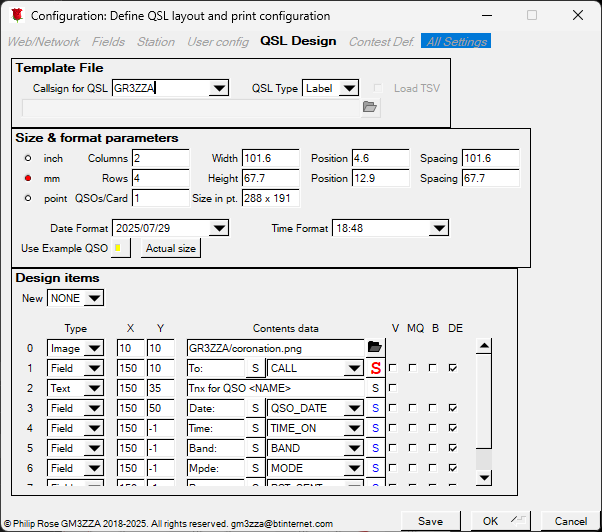 Configuration: Define QSL layout and print configuration
Web/Network Fields Station User config QSL Design Contest Def. All Settings
Template File
Callsign for QSL GR3ZZA QSL Type Label Load TSV
Size & format parameters
inch Columns 2 Width 101.6 Position 4.6 Spacing 101.6
mm Rows 4 Height 67.7 Position 12.9 Spacing 67.7
point QSOs/Card 1 Size in pt. 288 x 191
Date Format 2025/07/29 Time Format 18:48
Use Example QSO Actual size
Design items
New NONE
Type X Y Contents data V MQ B DE
0 Image 10 10 GR3ZZA/coronation.png
1 Field 150 10 To: S CALL S
2 Text 150 35 Tnx for QSO <NAME> S
3 Field 150 50 Date: S QSO_DATE S
4 Field 150 -1 Time: S TIME_ON S
5 Field 150 -1 Band: S BAND S
6 Field 150 -1 Mpde: S MODE S
Save OK Cancel
© Philip Rose GM3ZZA 2018-2025. All rights reserved. gm3zza@btinternet.com